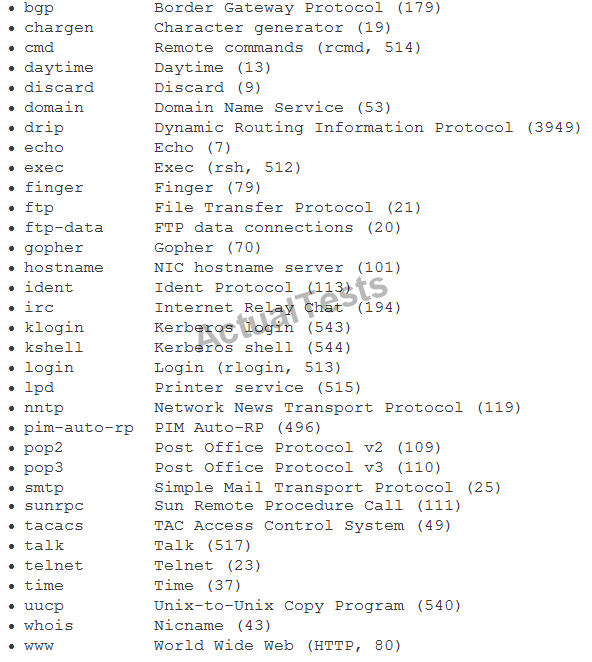 • bgp Border Gateway Protocol (179)
• chargen Character generator (19)
• cmd Remote commands (rcmd, 514)
• daytime Daytime (13)
• discard Discard (9)
• domain Domain Name Service (53)
• drip Dynamic Routing Information Protocol (3949)
• echo Echo (7)
• exec Exec (rsh, 512)
• finger Finger (79)
• ftp File Transfer Protocol (21)
• ftp-data FTP data connections (20)
• gopher Gopher (70)
• hostname NIC hostname server (101)
• ident Ident Protocol (113)
• irc Internet Relay Chat (194)
• klogin Kerberos login (543)
• kshell Kerberos shell (544)
• login Login (rlogin, 513)
• lpd Printer service (515)
• nntp Network News Transport Protocol (119)
• pim-auto-rp PIM Auto-RP (496)
• pop2 Post Office Protocol v2 (109)
• pop3 Post Office Protocol v3 (110)
• smtp Simple Mail Transport Protocol (25)
• sunrpc Sun Remote Procedure Call (111)
• tacacs TAC Access Control System (49)
• talk Talk (517)
• telnet Telnet (23)
• time Time (37)
• uucp Unix-to-Unix Copy Program (540)
• whois Nicname (43)
• www World Wide Web (HTTP, 80)
ActualTests